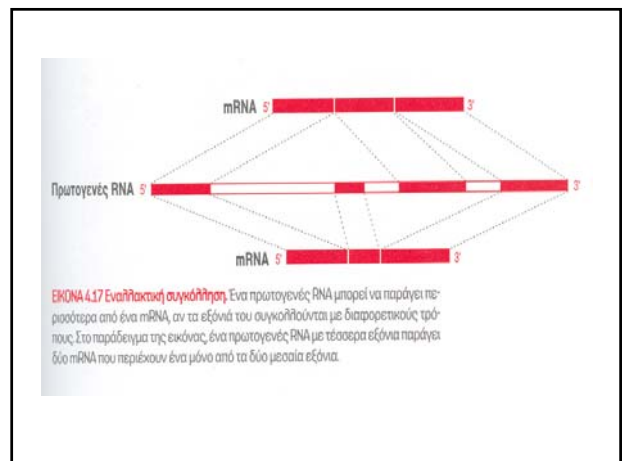 mRNA 5' 3'
Πρωτογενές RNA 5' 3'
mRNA 5' 3'
ΕΙΚΟΝΑ 4.17 Εναλλακτική συγκόλληση. Ένα πρωτογενές RNA μπορεί να παράγει πε-
ρισσότερα από ένα mRNA, αν τα εξόνιά του συγκολλούνται με διαφορετικούς τρό-
πους. Στο παράδειγμα της εικόνας, ένα πρωτογενές RNA με τέσσερα εξόνια παράγει
δύο mRNA που περιέχουν ένα μόνο από τα δύο μεσαία εξόνια.